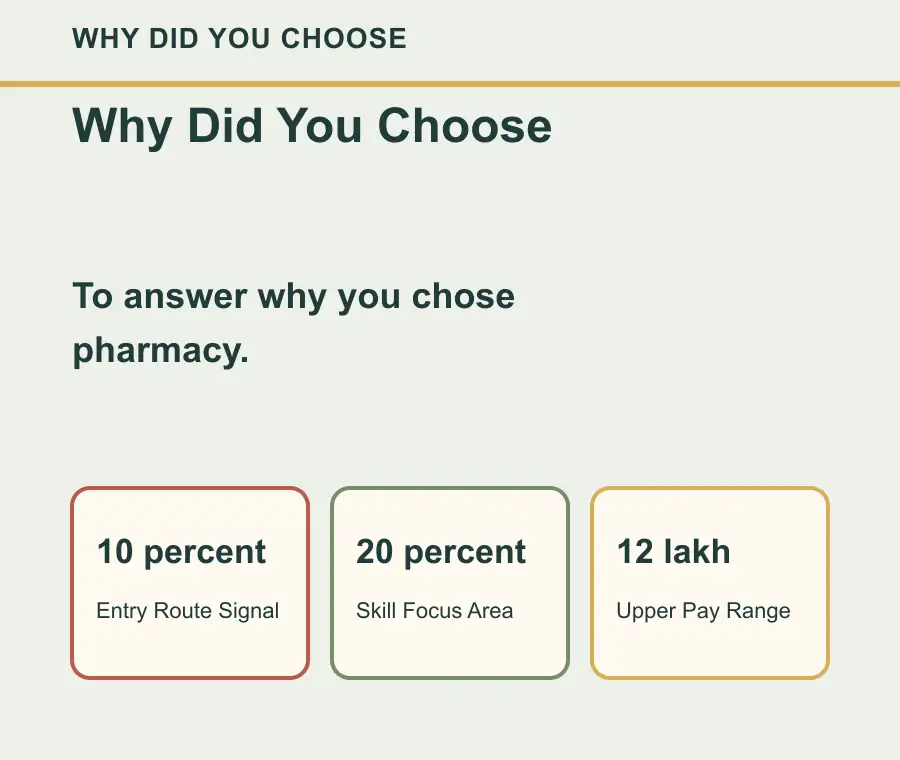 WHY DID YOU CHOOSE
Why Did You Choose
To answer why you chose
pharmacy.
10 percent
Entry Route Signal
20 percent
Skill Focus Area
12 lakh
Upper Pay Range